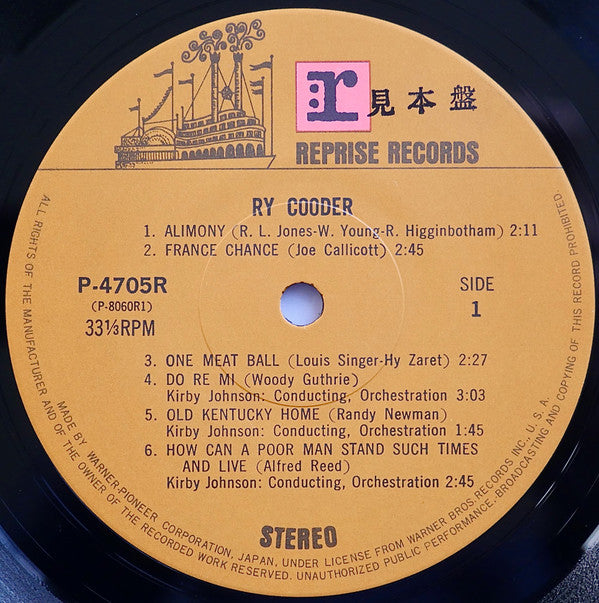 r 見本盤
REPRISE RECORDS
RY COODER
1. ALIMONY (R. L. Jones-W. Young-R. Higginbotham) 2:11
2. FRANCE CHANCE (Joe Callicott) 2:45
P-4705R
(P-8060R1)
33⅓RPM
SIDE
1
3. ONE MEAT BALL (Louis Singer-Hy Zaret) 2:27
4. DO RE MI (Woody Guthrie)
Kirby Johnson: Conducting, Orchestration 3:03
5. OLD KENTUCKY HOME (Randy Newman)
Kirby Johnson: Conducting, Orchestration 1:45
6. HOW CAN A POOR MAN STAND SUCH TIMES
AND LIVE (Alfred Reed)
Kirby Johnson: Conducting, Orchestration 2:45
STEREO
ALL RIGHTS OF THE MANUFACTURER AND OF THE OWNER OF THE RECORDED WORK RESERVED. UNAUTHORIZED PUBLIC PERFORMANCE, BROADCASTING AND COPYING OF THIS RECORD PROHIBITED.
MADE BY WARNER-PIONEER CORPORATION, JAPAN, UNDER LICENSE FROM WARNER BROS. RECORDS INC., U. S. A.